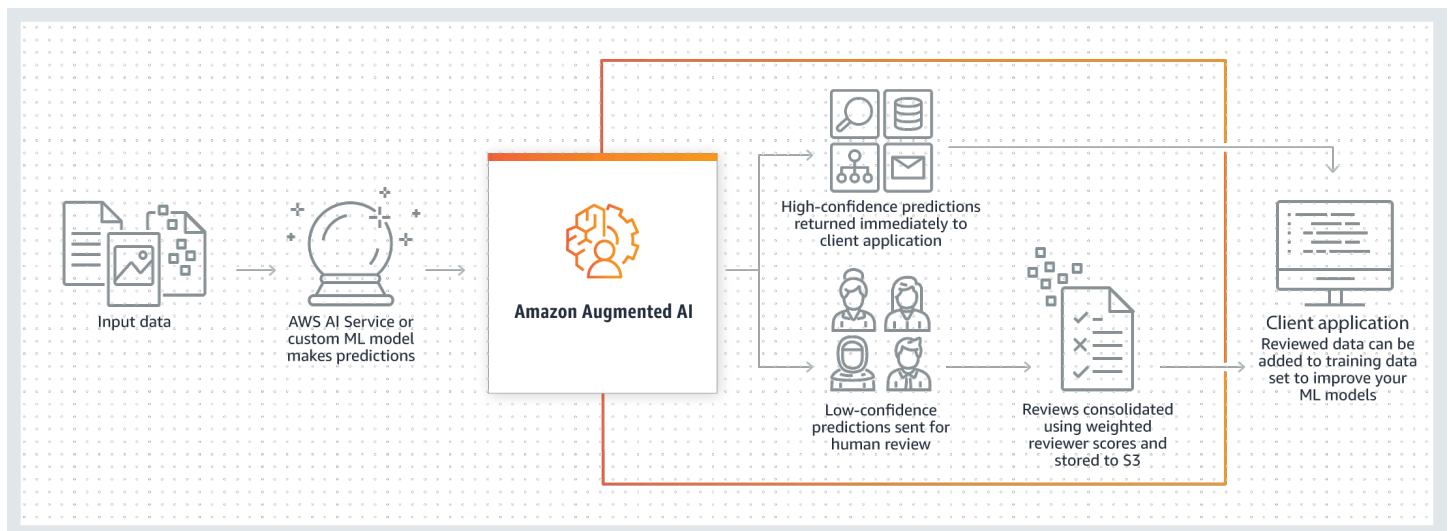 Input data
AWS AI Service or
custom ML model
makes predictions
Amazon Augmented AI
High-confidence predictions
returned immediately to
client application
Low-confidence
predictions sent for
human review
Reviews consolidated
using weighted
reviewer scores and
stored to S3
Client application
Reviewed data can be
added to training data
set to improve your
ML models